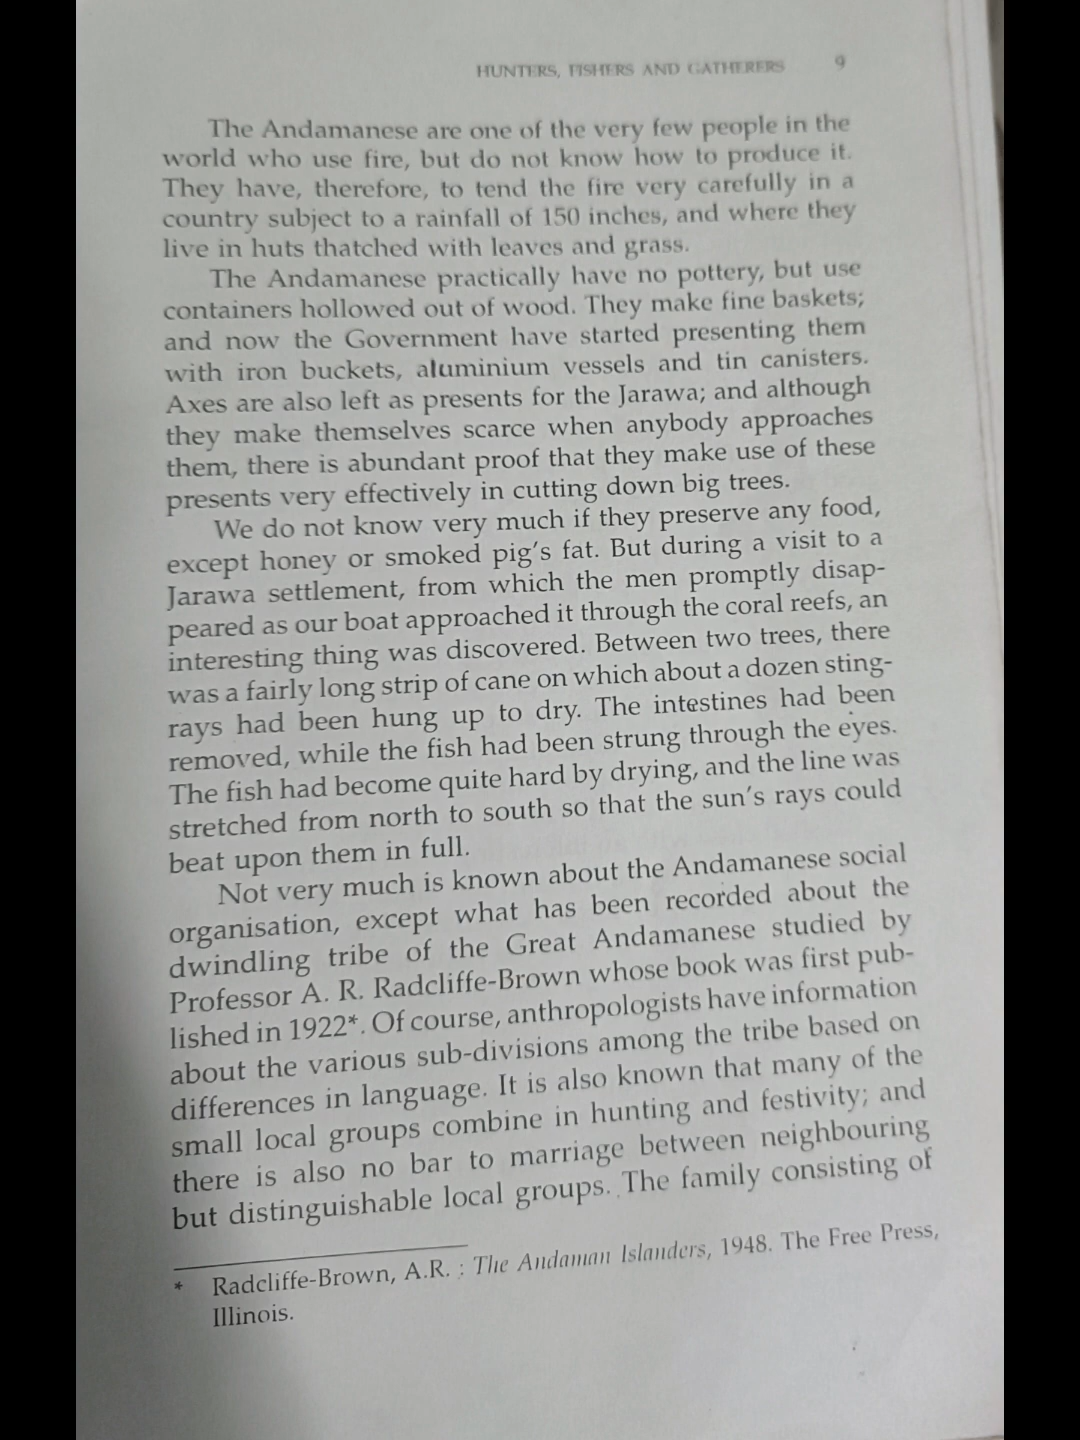 HUNTERS, FISHERS AND GATHERERS 9
The Andamanese are one of the very few people in the
world who use fire, but do not know how to produce it.
They have, therefore, to tend the fire very carefully in a
country subject to a rainfall of 150 inches, and where they
live in huts thatched with leaves and grass.
The Andamanese practically have no pottery, but use
containers hollowed out of wood. They make fine baskets;
and now the Government have started presenting them
with iron buckets, aluminium vessels and tin canisters.
Axes are also left as presents for the Jarawa; and although
they make themselves scarce when anybody approaches
them, there is abundant proof that they make use of these
presents very effectively in cutting down big trees.
We do not know very much if they preserve any food,
except honey or smoked pig's fat. But during a visit to a
Jarawa settlement, from which the men promptly disap-
peared as our boat approached it through the coral reefs, an
interesting thing was discovered. Between two trees, there
was a fairly long strip of cane on which about a dozen sting-
rays had been hung up to dry. The intestines had been
removed, while the fish had been strung through the eyes.
The fish had become quite hard by drying, and the line was
stretched from north to south so that the sun's rays could
beat upon them in full.
Not very much is known about the Andamanese social
organisation, except what has been recorded about the
dwindling tribe of the Great Andamanese studied by
Professor A. R. Radcliffe-Brown whose book was first pub-
lished in 1922*. Of course, anthropologists have information
about the various sub-divisions among the tribe based on
differences in language. It is also known that many of the
small local groups combine in hunting and festivity; and
there is also no bar to marriage between neighbouring
but distinguishable local groups. The family consisting of
* Radcliffe-Brown, A.R. : The Andaman Islanders, 1948. The Free Press,
Illinois.